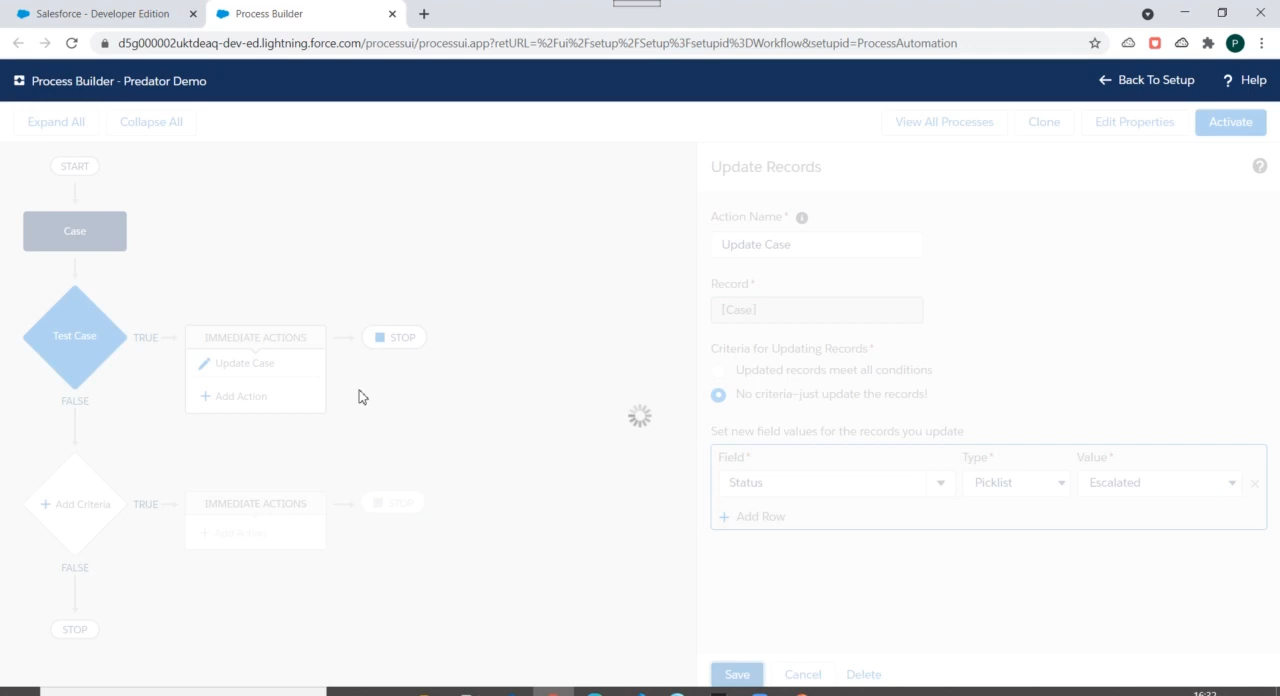 Salesforce - Developer Edition
Process Builder
d5g000002uktdeaq-dev-ed.lightning.force.com/processui/processui.app?retURL=%2Fui%2Fsetup%2FSetup%3Fsetupid%3DWorkflow&setupid=ProcessAutomation
P
Process Builder - Predator Demo
Back To Setup
? Help
Expand All
Collapse All
View All Processes
Clone
Edit Properties
Activate
START
Case
Test Case
TRUE
IMMEDIATE ACTIONS
STOP
Update Case
+ Add Action
FALSE
+ Add Criteria
TRUE
IMMEDIATE ACTIONS
STOP
+ Add Action
FALSE
STOP
Update Records
Action Name*
Update Case
Record*
[Case]
Criteria for Updating Records*
Updated records meet all conditions
No criteria—just update the records!
Set new field values for the records you update
Field* Type* Value*
Status Picklist Escalated
+ Add Row
Save Cancel Delete
16:32